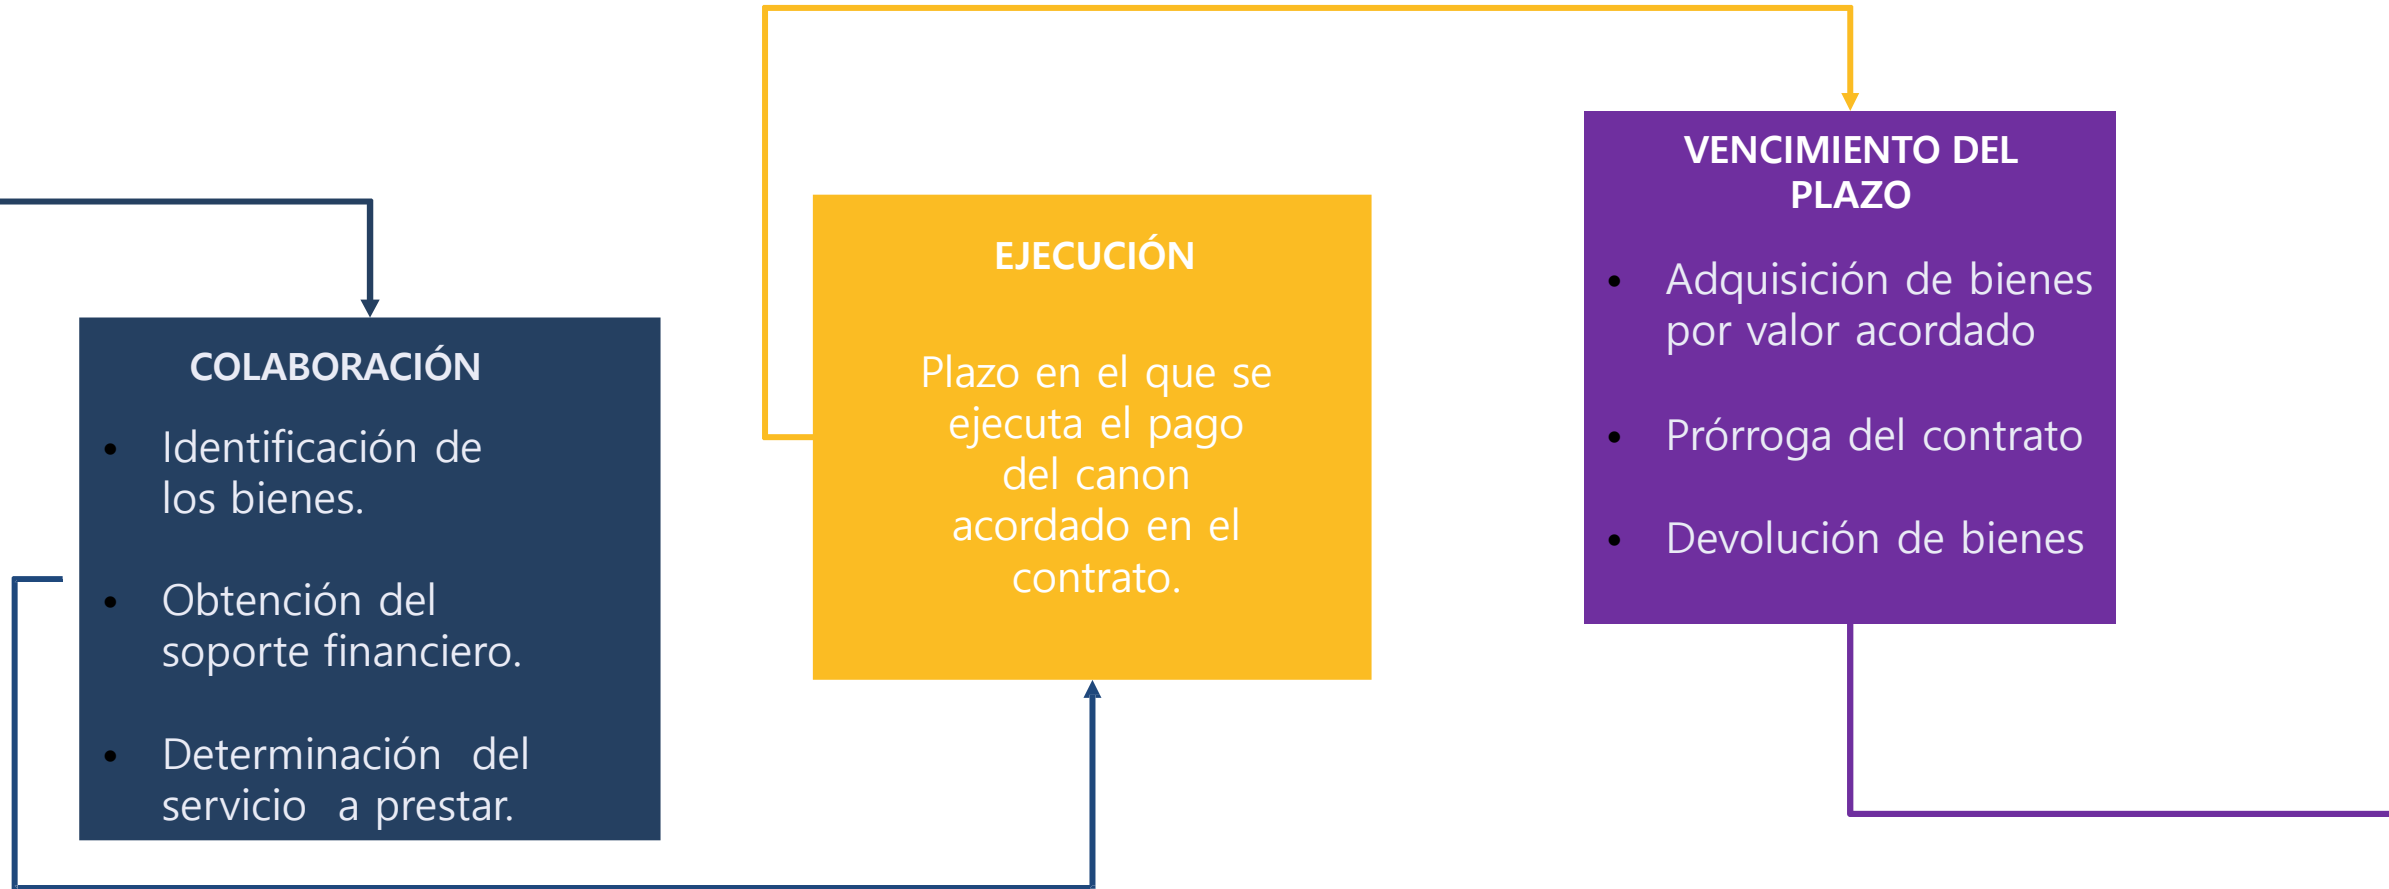 COLABORACIÓN
• Identificación de
los bienes.
• Obtención del
soporte financiero.
• Determinación del
servicio a prestar.
EJECUCIÓN
Plazo en el que se
ejecuta el pago
del canon
acordado en el
contrato.
VENCIMIENTO DEL
PLAZO
• Adquisición de bienes
por valor acordado
• Prórroga del contrato
• Devolución de bienes